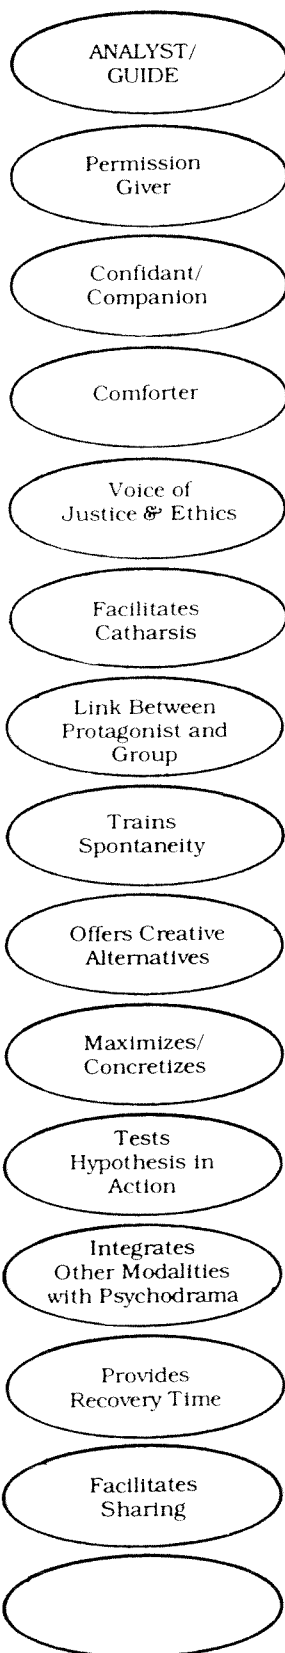 ANALYST/
GUIDE
Permission
Giver
Confidant/
Companion
Comforter
Voice of
Justice & Ethics
Facilitates
Catharsis
Link Between
Protagonist and
Group
Trains
Spontaneity
Offers Creative
Alternatives
Maximizes/
Concretizes
Tests
Hypothesis in
Action
Integrates
Other Modalities
with Psychodrama
Provides
Recovery Time
Facilitates
Sharing